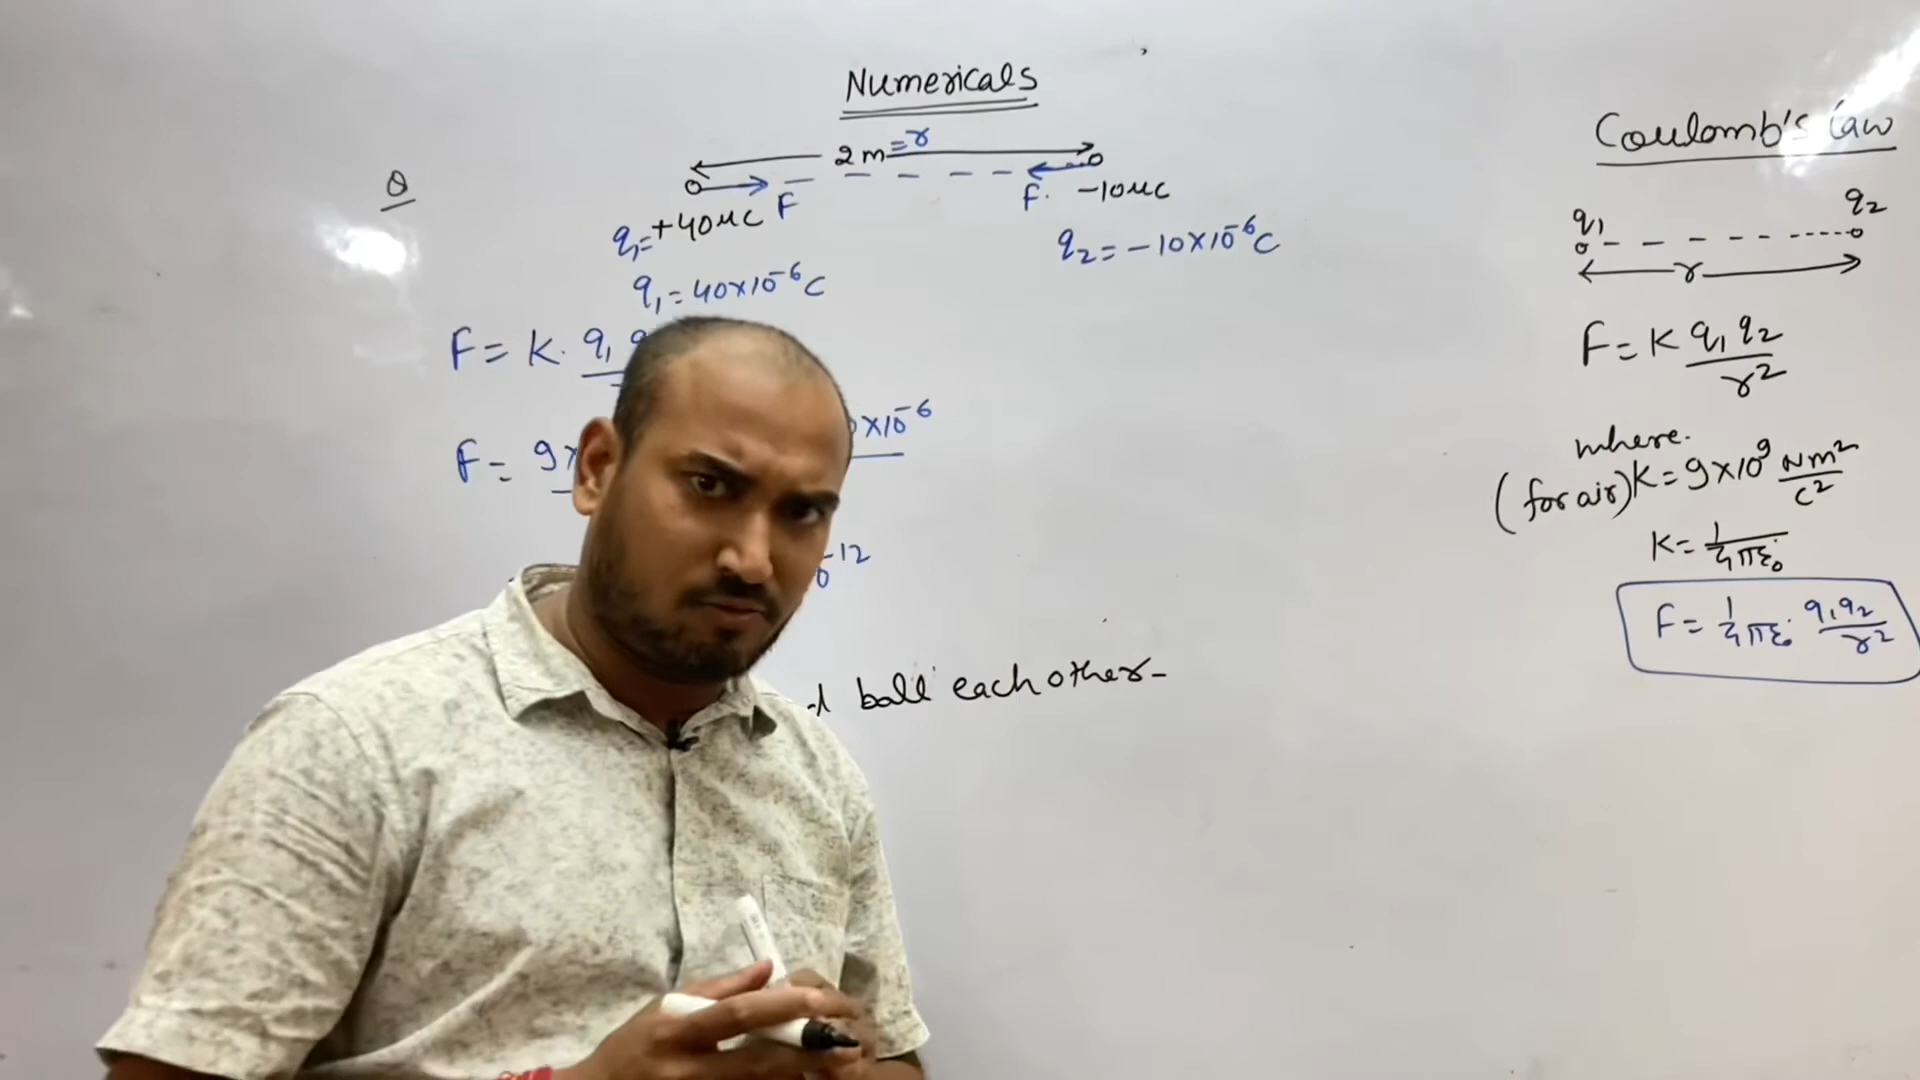 Numericals
2m=r
Q
F
F.
-10μC
q₁=+40μC
q₂=-10×10⁻⁶C
q₁=40×10⁻⁶C
F=K.q₁
F=9×
×10⁻⁶
⁻¹²
ball each other-
Coulomb's law
q₁
q₂
r
F=K q₁q₂/r²
where.
(for air) K=9×10⁹ Nm²/C²
K=1/4πε₀
F=1/4πε₀ q₁q₂/r²